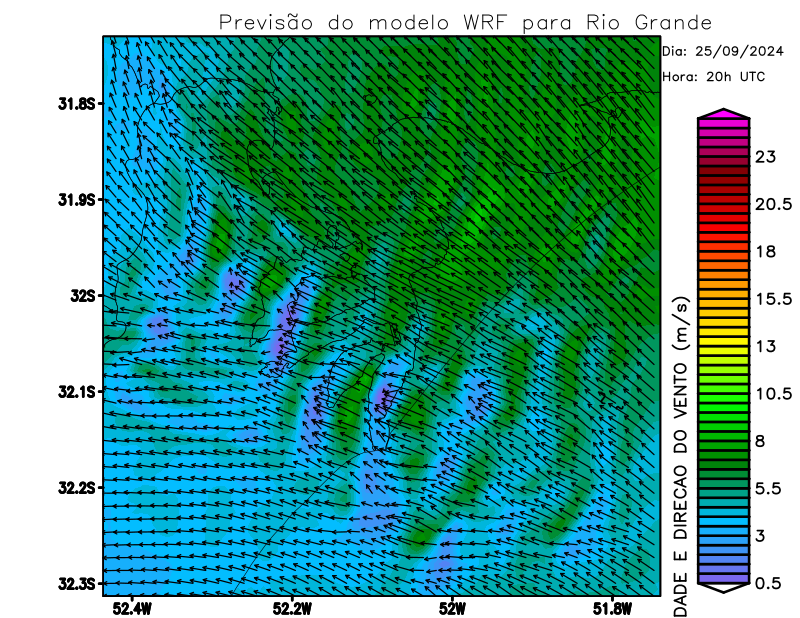 Previsão do modelo WRF para Rio Grande
Dia: 25/09/2024
Hora: 20h UTC
31.8S
31.9S
32S
32.1S
32.2S
32.3S
52.4W
52.2W
52W
51.8W
23
20.5
18
15.5
13
10.5
8
5.5
3
0.5
DADE E DIRECAO DO VENTO (m/s)